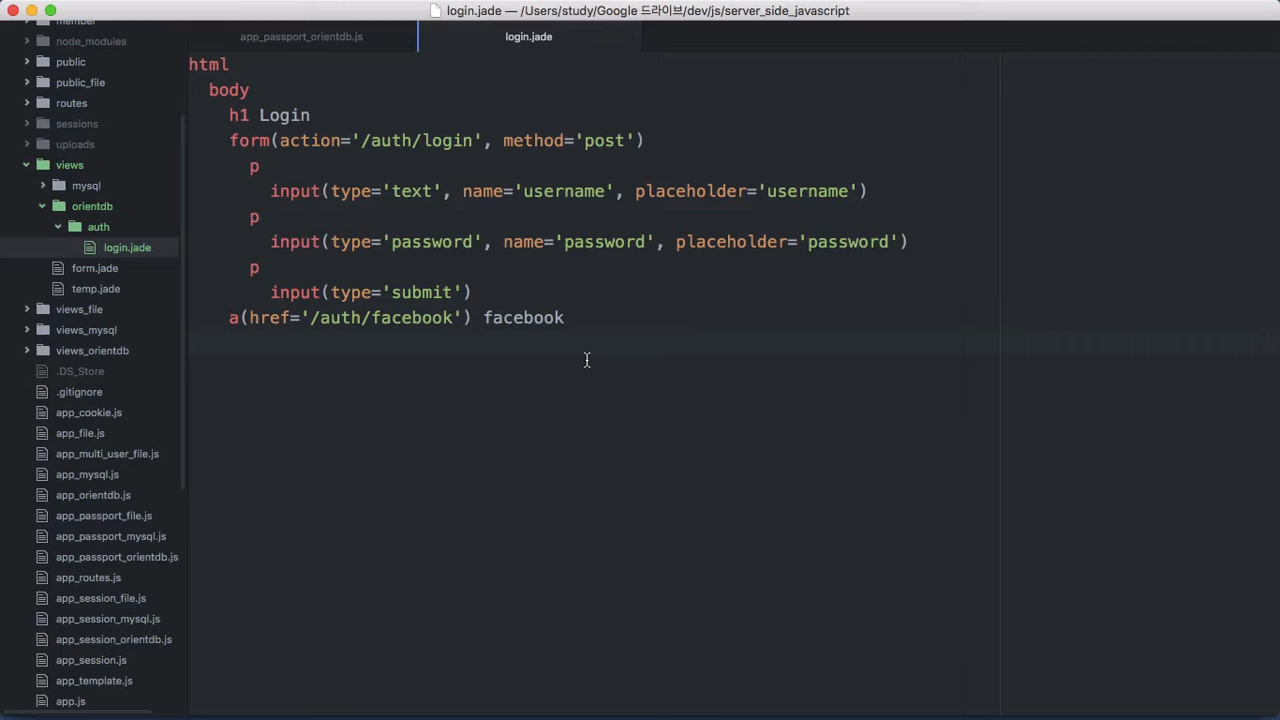 login.jade — /Users/study/Google 드라이브/dev/js/server_side_javascript
member
node_modules
public
public_file
routes
sessions
uploads
views
mysql
orientdb
auth
login.jade
form.jade
temp.jade
views_file
views_mysql
views_orientdb
.DS_Store
.gitignore
app_cookie.js
app_file.js
app_multi_user_file.js
app_mysql.js
app_orientdb.js
app_passport_file.js
app_passport_mysql.js
app_passport_orientdb.js
app_routes.js
app_session_file.js
app_session_mysql.js
app_session_orientdb.js
app_session.js
app_template.js
app.js
app_passport_orientdb.js
login.jade
html
body
h1 Login
form(action='/auth/login', method='post')
p
input(type='text', name='username', placeholder='username')
p
input(type='password', name='password', placeholder='password')
p
input(type='submit')
a(href='/auth/facebook') facebook